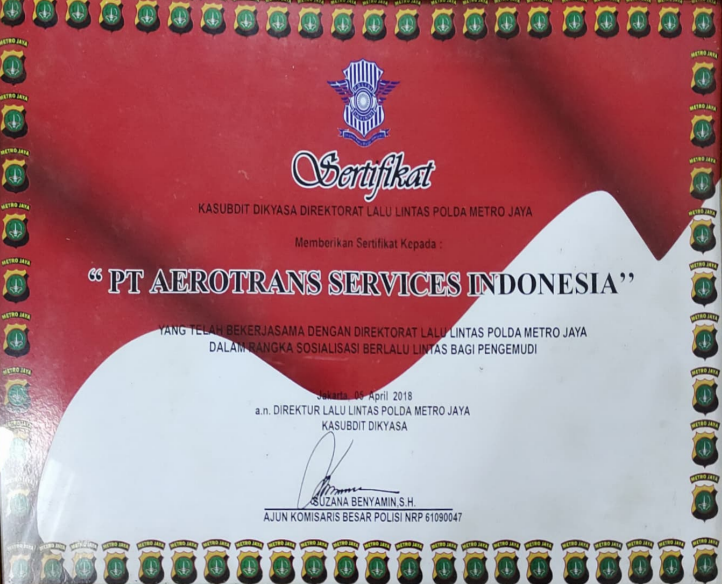 Sertifikat
KASUBDIT DIKYASA DIREKTORAT LALU LINTAS POLDA METRO JAYA
Memberikan Sertifikat Kepada :
“ PT AEROTRANS SERVICES INDONESIA”
YANG TELAH BEKERJASAMA DENGAN DIREKTORAT LALU LINTAS POLDA METRO JAYA
DALAM RANGKA SOSIALISASI BERLALU LINTAS BAGI PENGEMUDI
Jakarta, 05 April 2018
a.n. DIREKTUR LALU LINTAS POLDA METRO JAYA
KASUBDIT DIKYASA
SUZANA BENYAMIN,S.H.
AJUN KOMISARIS BESAR POLISI NRP 61090047
METRO JAYA